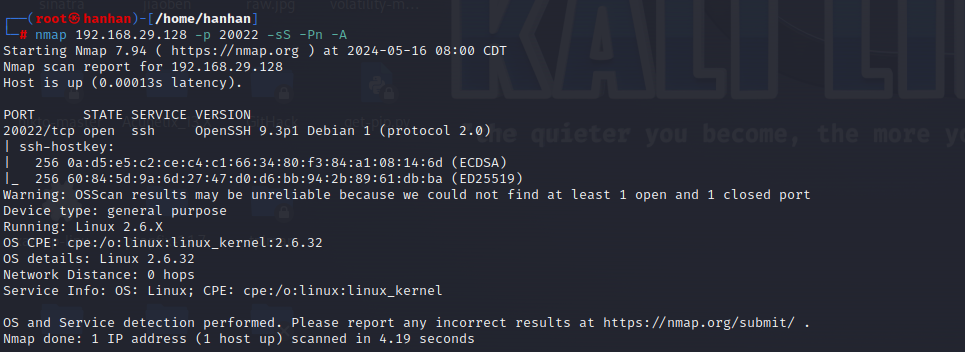 sinatra jiaoben raw.jpg volatility-m...
┌──(root㉿hanhan)-[/home/hanhan]
└─# nmap 192.168.29.128 -p 20022 -sS -Pn -A
Starting Nmap 7.94 ( https://nmap.org ) at 2024-05-16 08:00 CDT
Nmap scan report for 192.168.29.128
Host is up (0.00013s latency).
KALI LIN
PORT      STATE SERVICE VERSION
20022/tcp open  ssh     OpenSSH 9.3p1 Debian 1 (protocol 2.0)
"the quieter you become, the more y
| ssh-hostkey:
|   256 0a:d5:e5:c2:ce:c4:c1:66:34:80:f3:84:a1:08:14:6d (ECDSA)
|_  256 60:84:5d:9a:6d:27:47:d0:d6:bb:94:2b:89:61:db:ba (ED25519)
Warning: OSScan results may be unreliable because we could not find at least 1 open and 1 closed port
Device type: general purpose
Running: Linux 2.6.X
OS CPE: cpe:/o:linux:linux_kernel:2.6.32
OS details: Linux 2.6.32
Network Distance: 0 hops
Service Info: OS: Linux; CPE: cpe:/o:linux:linux_kernel
OS and Service detection performed. Please report any incorrect results at https://nmap.org/submit/ .
Nmap done: 1 IP address (1 host up) scanned in 4.19 seconds